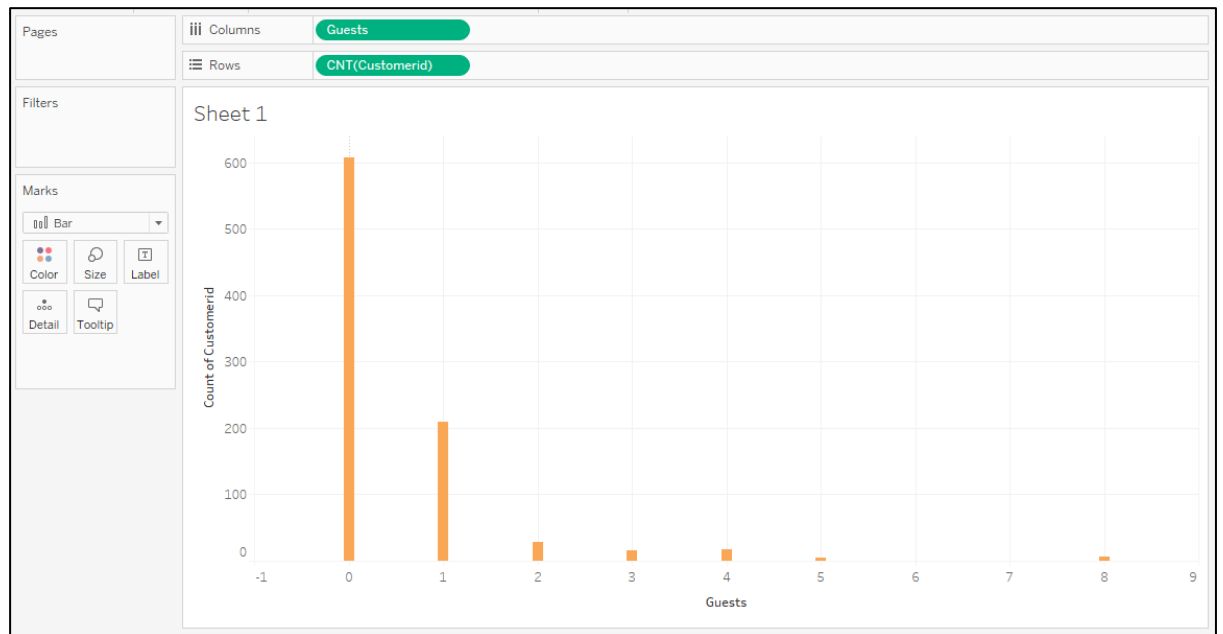 Pages
Columns
Guests
Rows
CNT(Customerid)
Filters
Marks
Bar
Color
Size
Label
Detail
Tooltip
Sheet 1
Count of Customerid
600
500
400
300
200
100
0
-1 0 1 2 3 4 5 6 7 8 9
Guests